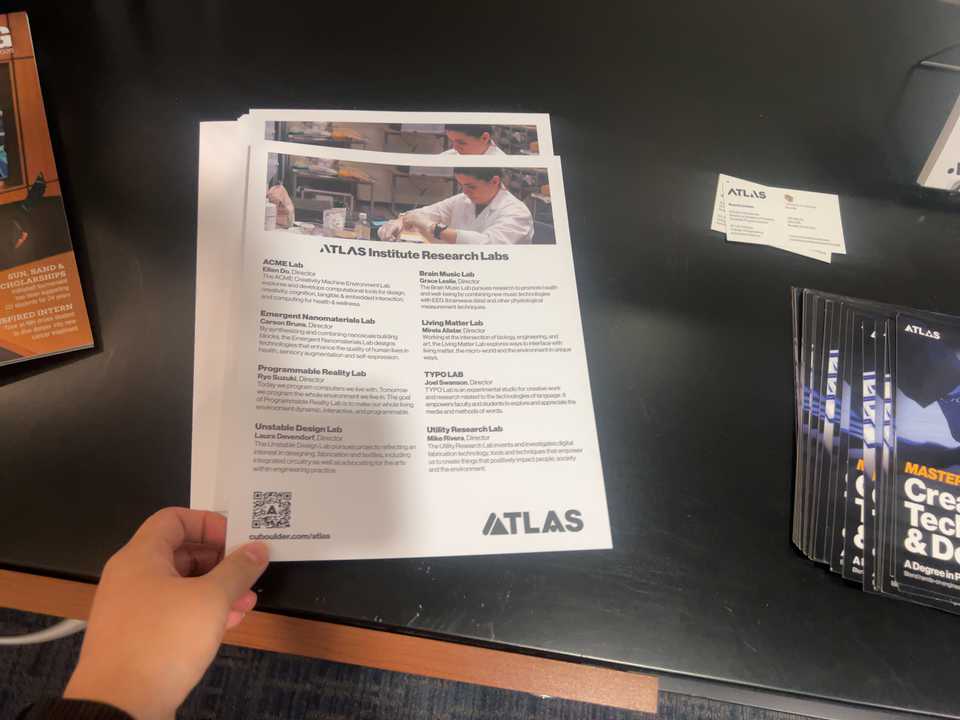 G
SUN, SAND &
SCHOLARSHIPS
ATLAS Institute Research Labs
ACME Lab
Ellen Do, Director
The ACME Creativity Machine Environment Lab
explores and develops computational tools for design,
creativity, cognition, tangible & embedded interaction,
and computing for health & wellness.
Emergent Nanomaterials Lab
Carson Bruns, Director
By synthesizing and combining nanoscale building
blocks, the Emergent Nanomaterials Lab designs
technologies that enhance the quality of human lives in
health, sensory augmentation and self-expression.
Programmable Reality Lab
Ryo Suzuki, Director
Today we program computers we live with. Tomorrow
we program the whole environment we live in. The goal
of Programmable Reality Lab is to make our whole living
environment dynamic, interactive, and programmable.
Unstable Design Lab
Laura Devendorf, Director
The Unstable Design Lab pursues projects reflecting an
interest in designing, fabrication and textiles, including
integrated circuitry as well as advocating for the arts
within engineering practice.
Brain Music Lab
Grace Leslie, Director
The Brain Music Lab pursues research to promote health
and well-being by combining new music technologies
with EEG (brainwave data) and other physiological
measurement techniques.
Living Matter Lab
Mirela Alistar, Director
Working at the intersection of biology, engineering, and
art, the Living Matter Lab explores ways to interface with
living matter, the micro-world and the environment in unique
ways.
TYPO LAB
Joel Swanson, Director
TYPO Lab is an experimental studio for creative work
and research related to the technologies of language. It
empowers faculty and students to explore and appreciate the
media and methods of words.
Utility Research Lab
Mike Rivera, Director
The Utility Research Lab invents and investigates digital
fabrication technology, tools and techniques that empower
us to create things that positively impact people, society
and the environment.
cuboulder.com/atlas
ATLAS
ATLAS
ATLAS
MASTER
Crea
Tech
& De
A Degree in P